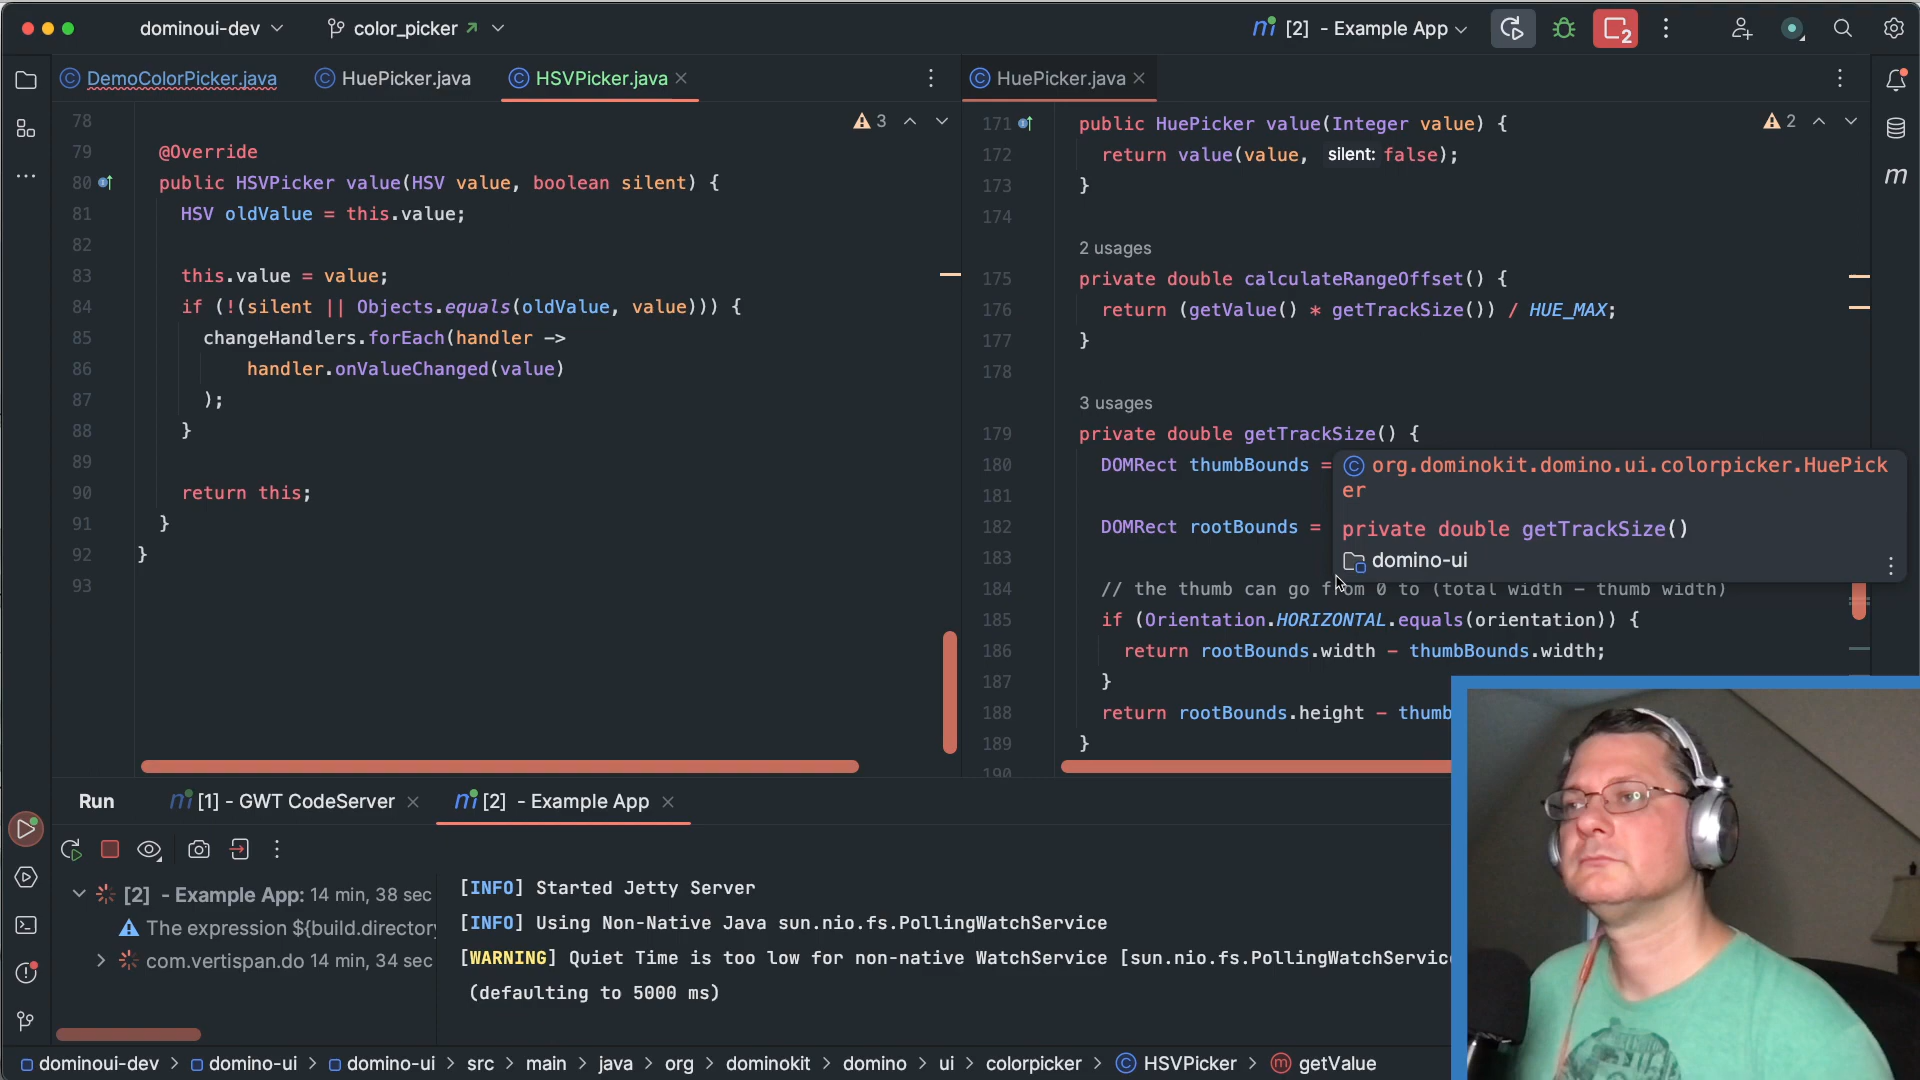 dominoui-dev
color_picker
[2] - Example App
2
DemoColorPicker.java
HuePicker.java
HSVPicker.java
HuePicker.java
78
3
79 @Override
80 public HSVPicker value(HSV value, boolean silent) {
81 HSV oldValue = this.value;
82
83 this.value = value;
84 if (!(silent || Objects.equals(oldValue, value))) {
85 changeHandlers.forEach(handler ->
86 handler.onValueChanged(value)
87 );
88 }
89
90 return this;
91 }
92 }
93
171 public HuePicker value(Integer value) {
2
172 return value(value, silent: false);
173 }
174
2 usages
175 private double calculateRangeOffset() {
176 return (getValue() * getTrackSize()) / HUE_MAX;
177 }
178
3 usages
179 private double getTrackSize() {
180 DOMRect thumbBounds =
181
182 DOMRect rootBounds =
183
184 // the thumb can go from 0 to (total width - thumb width)
185 if (Orientation.HORIZONTAL.equals(orientation)) {
186 return rootBounds.width - thumbBounds.width;
187 }
188 return rootBounds.height - thumb
189 }
190
org.dominokit.domino.ui.colorpicker.HuePick
er
private double getTrackSize()
domino-ui
m
Run
[1] - GWT CodeServer
[2] - Example App
[2] - Example App: 14 min, 38 sec
The expression ${build.directory
com.vertispan.do 14 min, 34 sec
[INFO] Started Jetty Server
[INFO] Using Non-Native Java sun.nio.fs.PollingWatchService
[WARNING] Quiet Time is too low for non-native WatchService [sun.nio.fs.PollingWatchServic
(defaulting to 5000 ms)
dominoui-dev > domino-ui > domino-ui > src > main > java > org > dominokit > domino > ui > colorpicker > HSVPicker > getValue